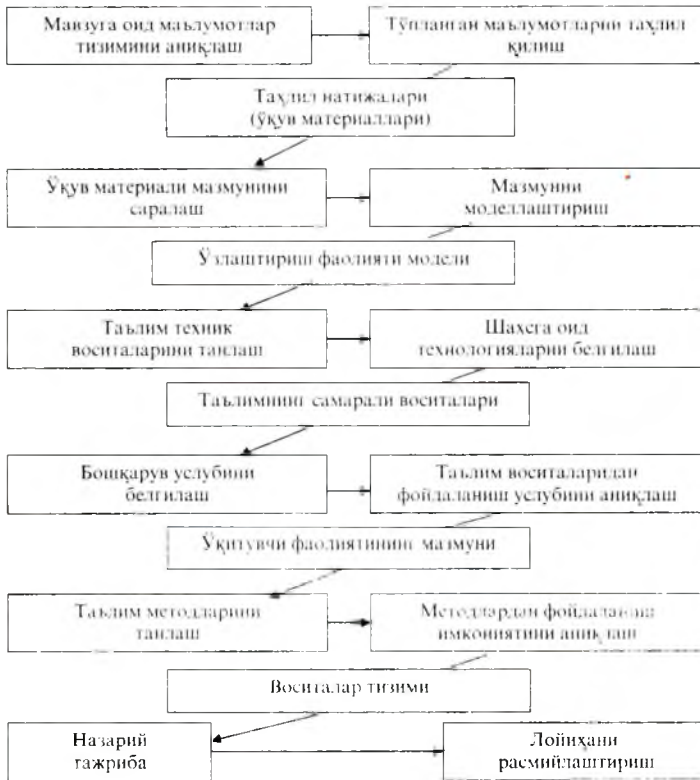 Мавзуга оид маълумотлар
тизимини аниқлаш
Тўпланган маълумотларни таҳлил
қилиш
Таҳлил натижалари
(ўқув материаллари)
Ўқув материали мазмунини
саралаш
Мазмунни
моделлаштириш
Ўзлаштириш фаолияти модели
Таълим техник
воситаларини танлаш
Шахсга оид
технологияларни белгилаш
Таълимнинг самарали воситалари
Бошқарув услубини
белгилаш
Таълим воситаларидан
фойдаланиш услубини аниқлаш
Ўқитувчи фаолиятининг мазмуни
Таълим методларини
танлаш
Методлардан фойдаланиш
имкониятини аниқлаш
Воситалар тизими
Назарий
тажриба
Лойиҳани
расмийлаштириш